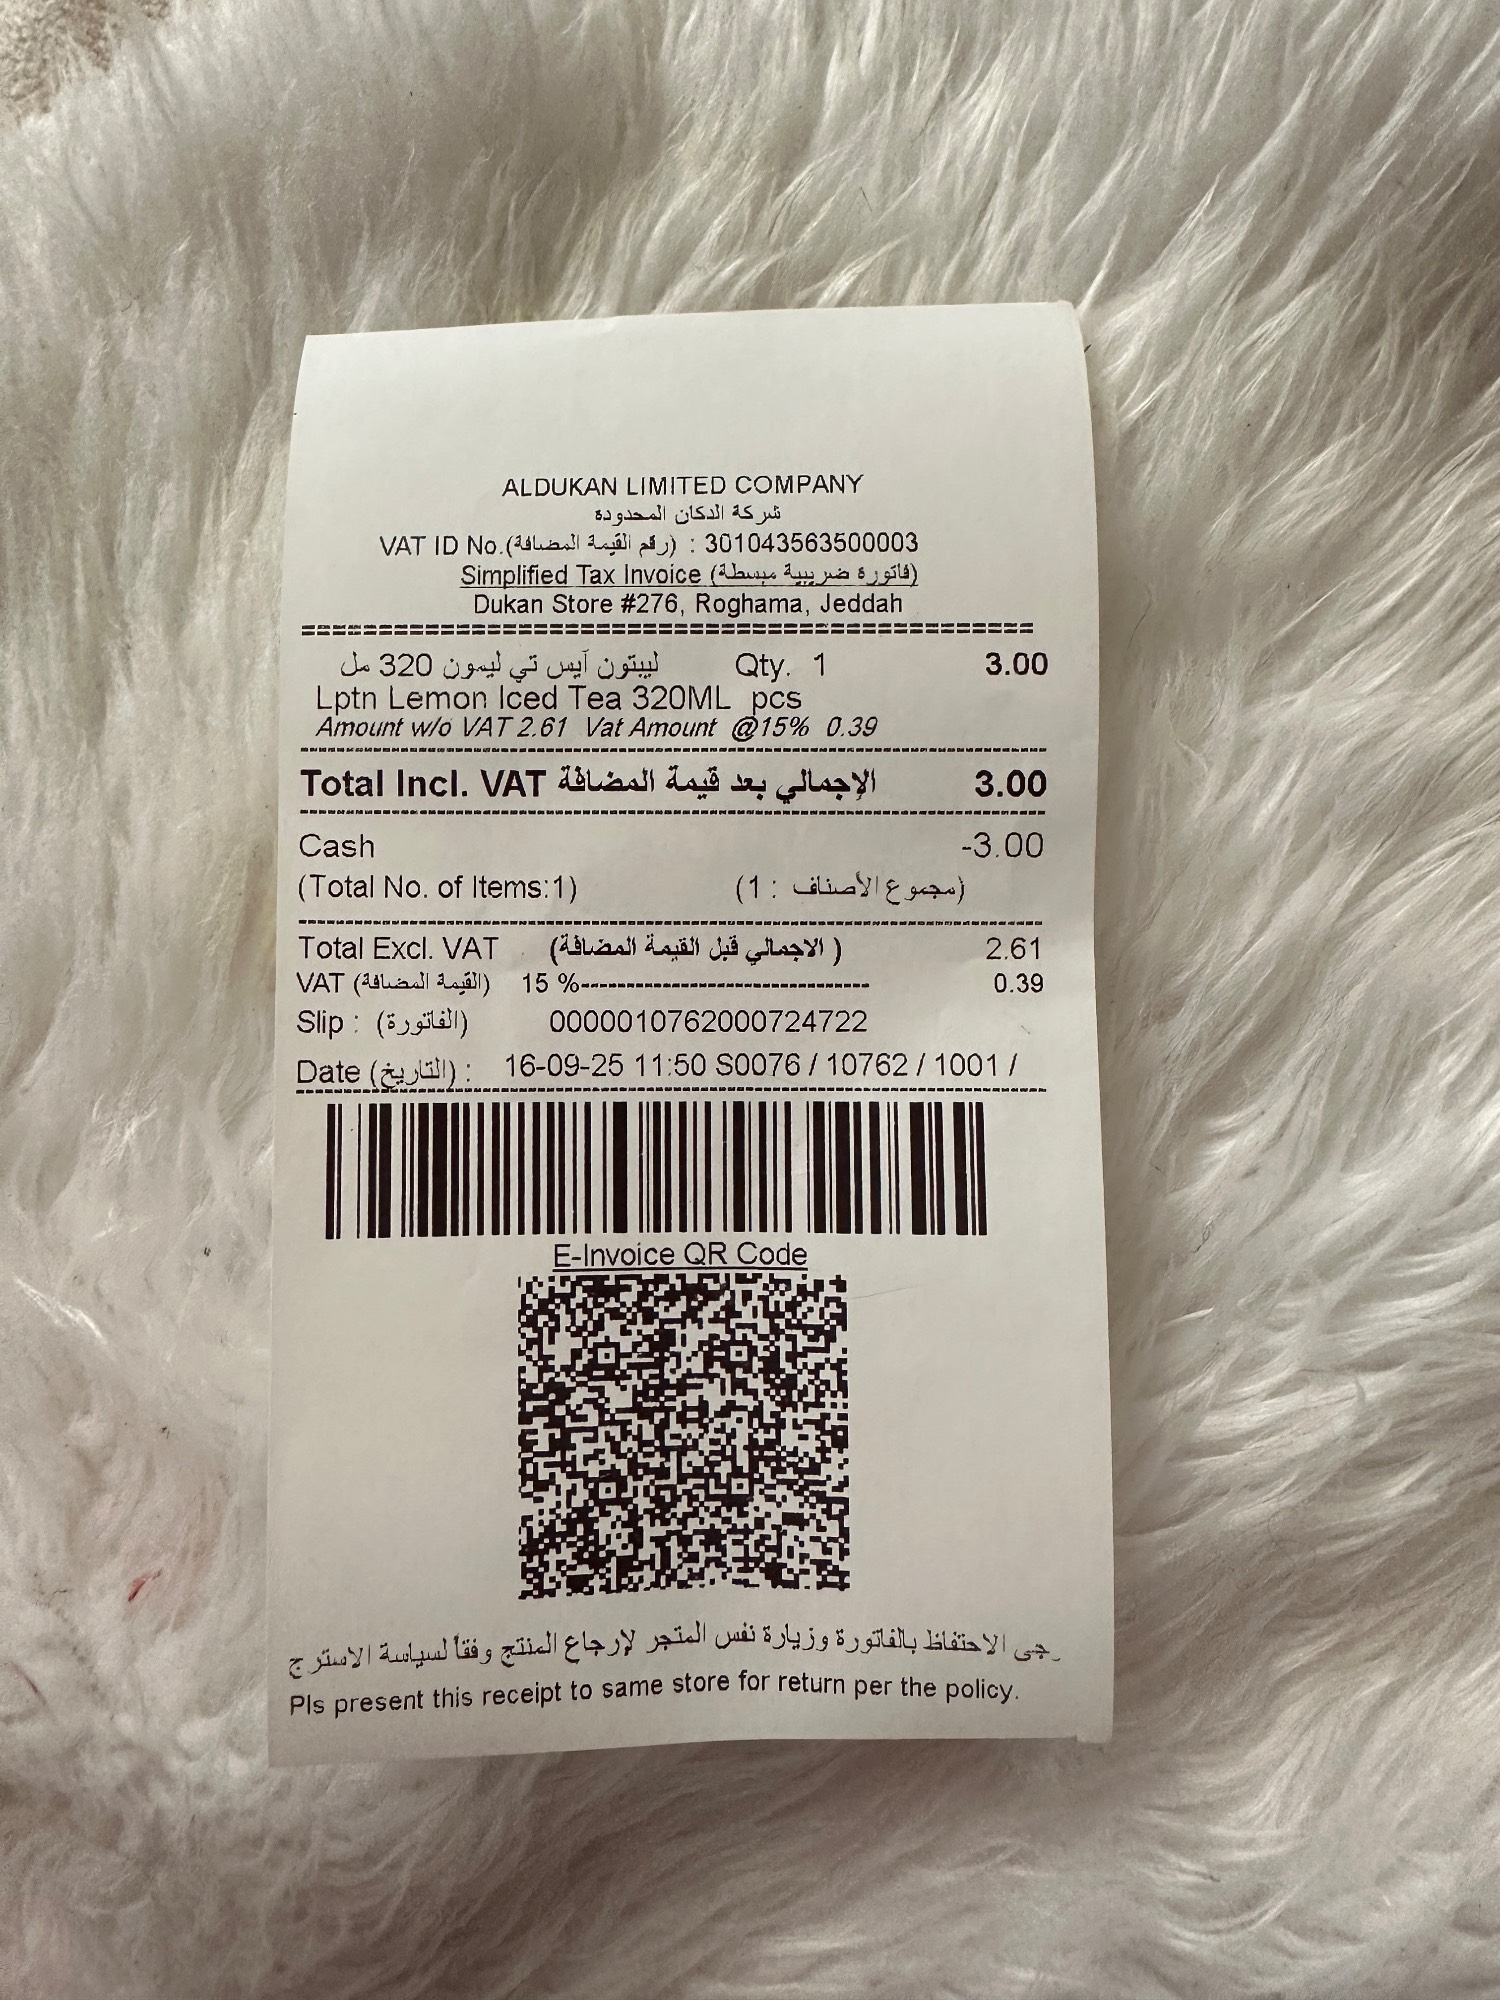 ALDUKAN LIMITED COMPANY
شركة الدكان المحدودة
VAT ID No.(رقم القيمة المضافة) : 301043563500003
Simplified Tax Invoice (فاتورة ضريبية مبسطة)
Dukan Store #276, Roghama, Jeddah
ليبتون آيس تي ليمون 320 مل Qty. 1 3.00
Lptn Lemon Iced Tea 320ML pcs
Amount w/o VAT 2.61 Vat Amount @15% 0.39
Total Incl. VAT الإجمالي بعد قيمة المضافة 3.00
Cash -3.00
(Total No. of Items:1) (مجموع الأصناف : 1)
Total Excl. VAT ( الاجمالي قبل القيمة المضافة) 2.61
VAT (القيمة المضافة) 15 %-------------------------------- 0.39
Slip : (الفاتورة) 0000010762000724722
Date (التاريخ) : 16-09-25 11:50 S0076 / 10762 / 1001 /
E-Invoice QR Code
رجى الاحتفاظ بالفاتورة وزيارة نفس المتجر لإرجاع المنتج وفقاً لسياسة الاسترج
Pls present this receipt to same store for return per the policy.